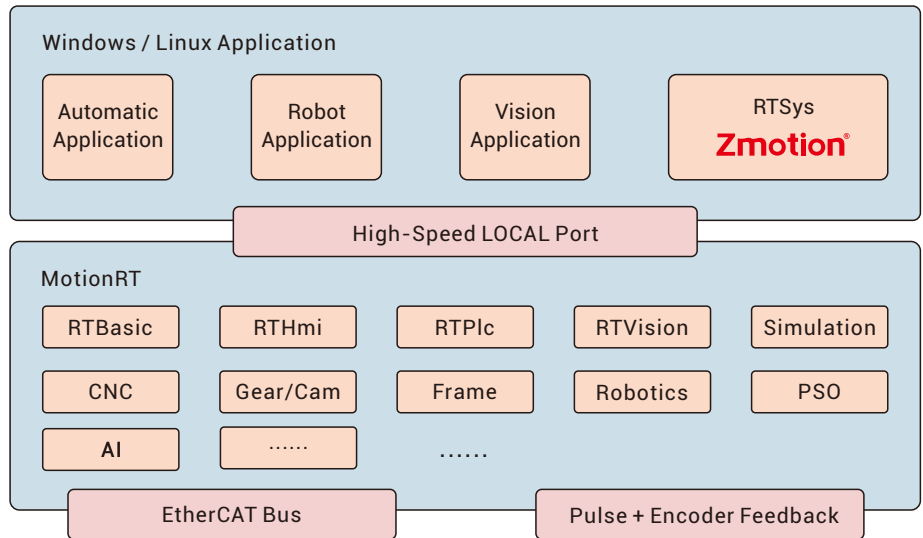 Windows / Linux Application
Automatic
Application
Robot
Application
Vision
Application
RTSys
Zmotion®
High-Speed LOCAL Port
MotionRT
RTBasic
RTHmi
RTPlc
RTVision
Simulation
CNC
Gear/Cam
Frame
Robotics
PSO
AI
······
······
EtherCAT Bus
Pulse + Encoder Feedback